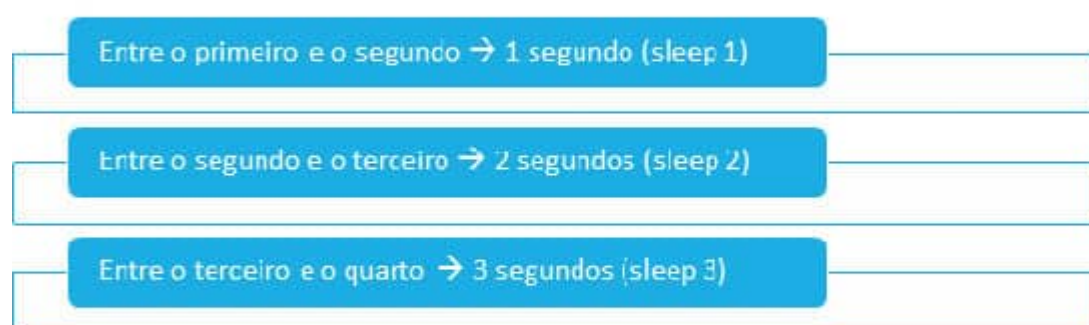 Entre o primeiro e o segundo → 1 segundo (sleep 1)
Entre o segundo e o terceiro → 2 segundos (sleep 2)
Entre o terceiro e o quarto → 3 segundos (sleep 3)